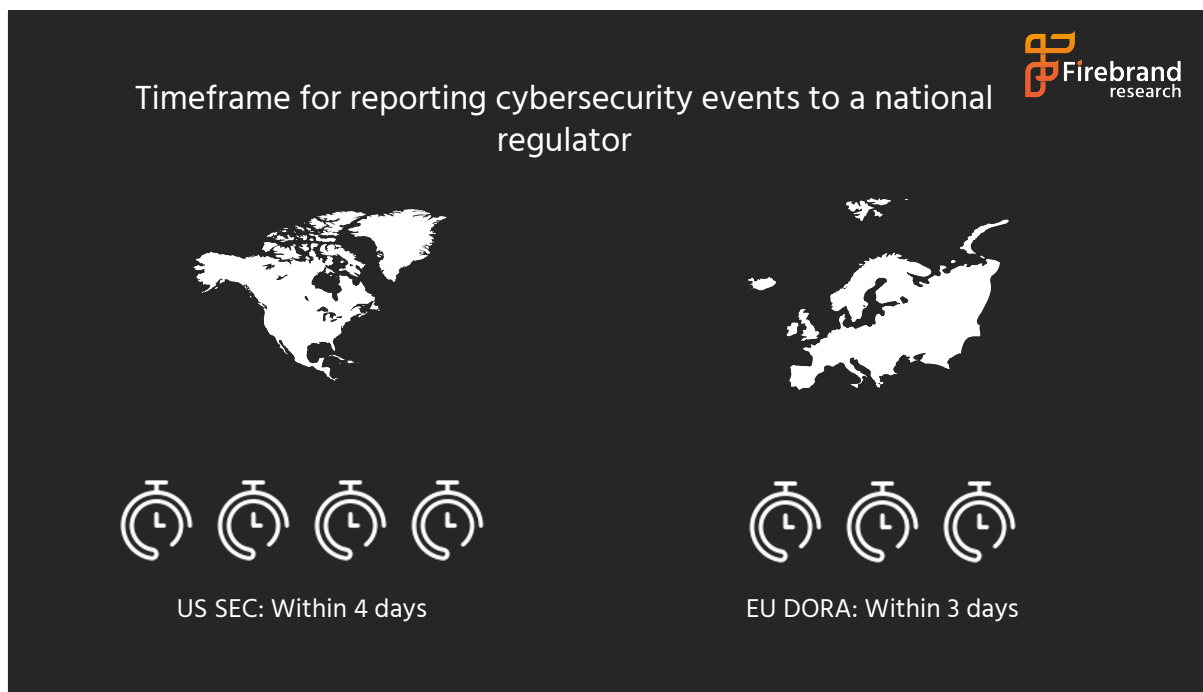 Firebrand
research
Timeframe for reporting cybersecurity events to a national
regulator
US SEC: Within 4 days
EU DORA: Within 3 days